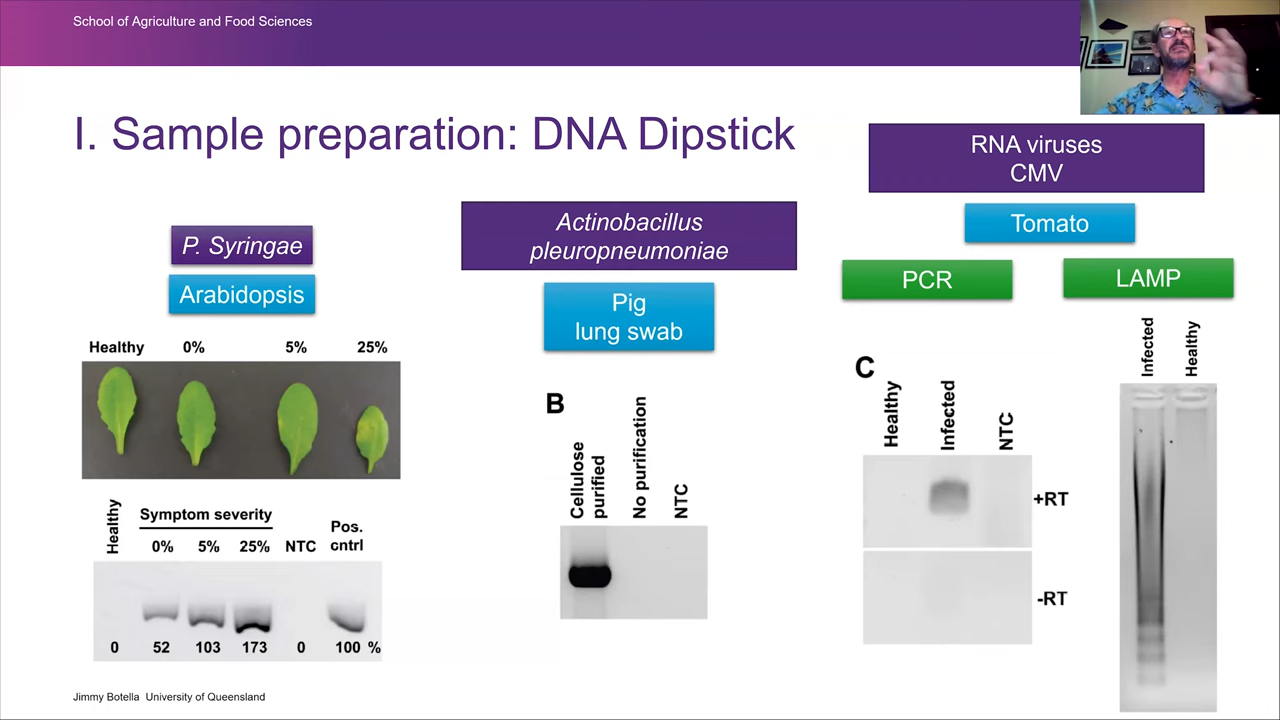 School of Agriculture and Food Sciences
I. Sample preparation: DNA Dipstick
P. Syringae
Arabidopsis
Healthy 0% 5% 25%
Healthy
Symptom severity
0% 5% 25% NTC
Pos.
cntrl
0 52 103 173 0 100 %
Actinobacillus
pleuropneumoniae
Pig
lung swab
B
Cellulose
purified
No purification
NTC
RNA viruses
CMV
Tomato
PCR
LAMP
C
Healthy
Infected
NTC
+RT
-RT
Infected
Healthy
Jimmy Botella University of Queensland